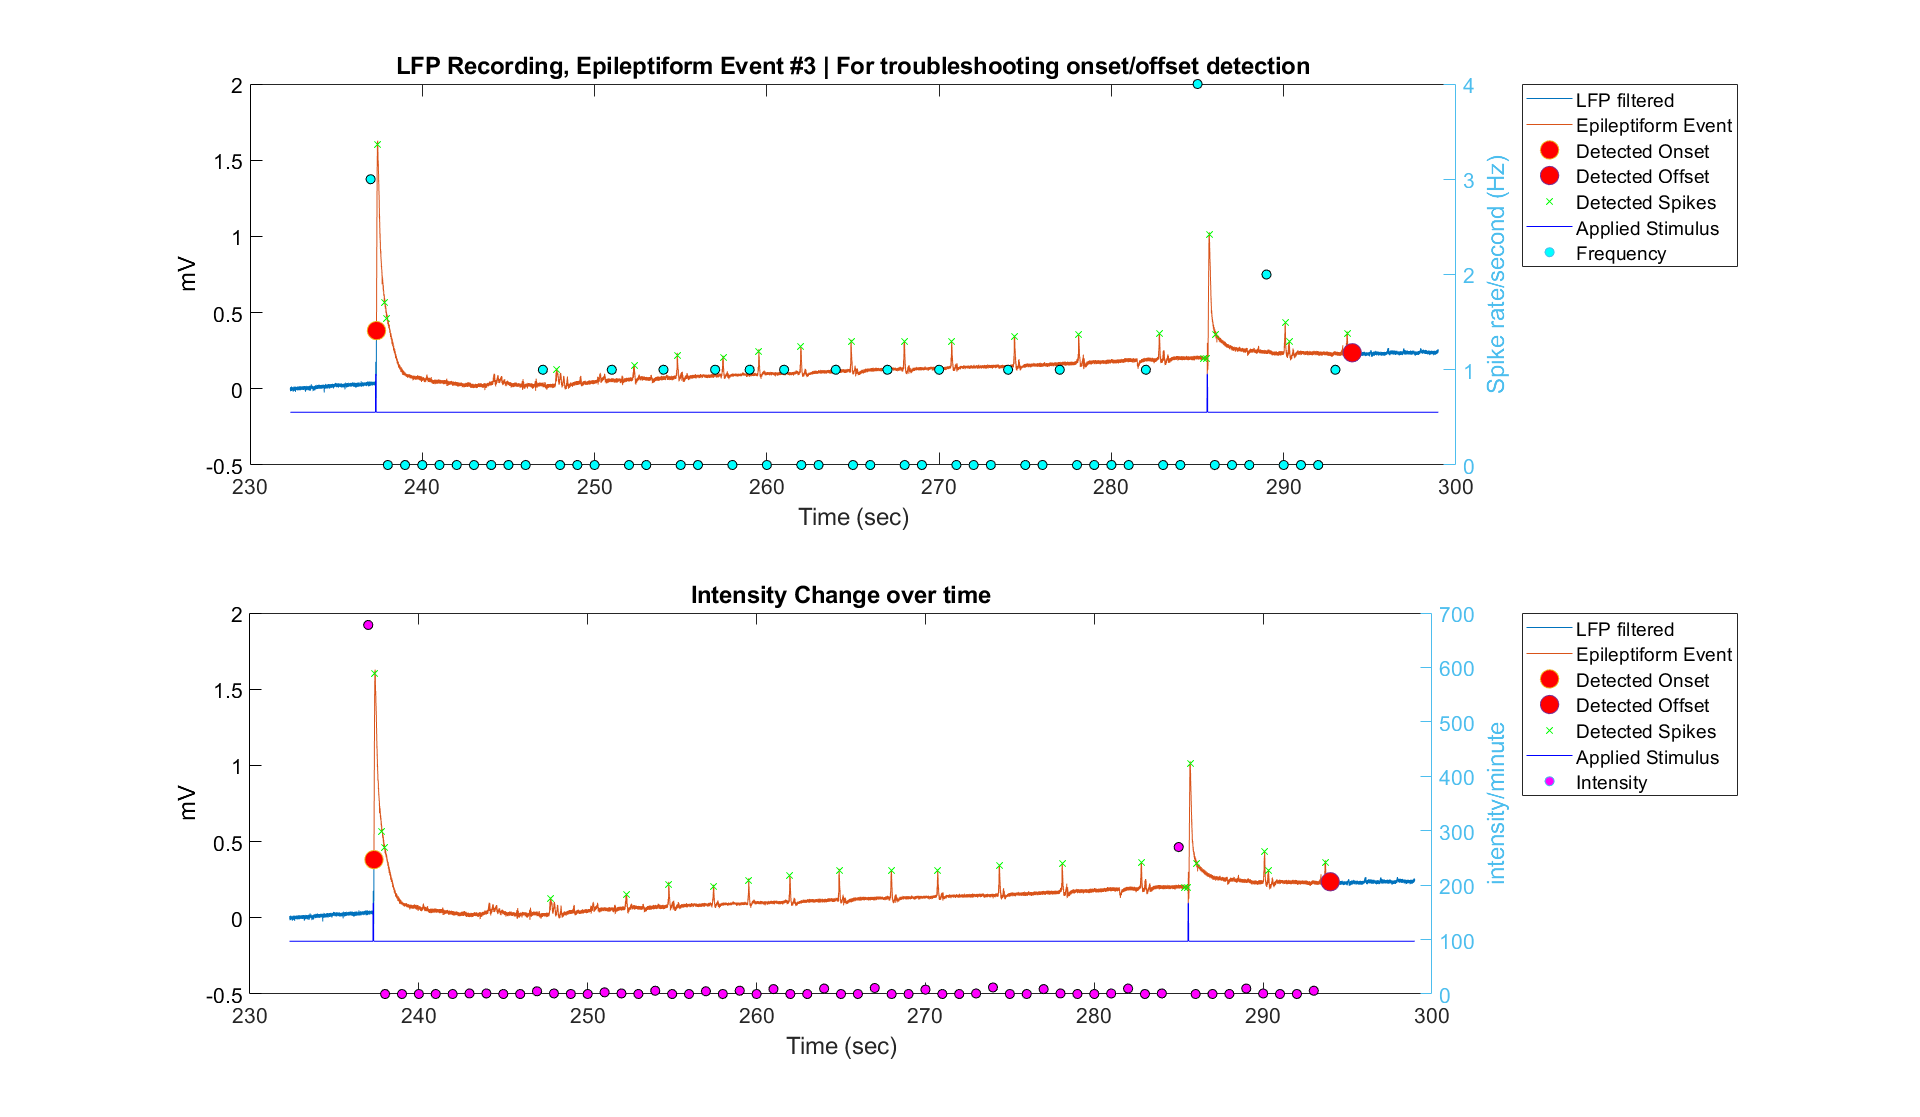 LFP Recording, Epileptiform Event #3 | For troubleshooting onset/offset detection
2
1.5
1
0.5
0
-0.5
mV
230
240
250
260
270
280
290
300
Time (sec)
4
3
2
1
0
Spike rate/second (Hz)
LFP filtered
Epileptiform Event
Detected Onset
Detected Offset
Detected Spikes
Applied Stimulus
Frequency
Intensity Change over time
2
1.5
1
0.5
0
-0.5
mV
230
240
250
260
270
280
290
300
Time (sec)
700
600
500
400
300
200
100
0
intensity/minute
LFP filtered
Epileptiform Event
Detected Onset
Detected Offset
Detected Spikes
Applied Stimulus
Intensity